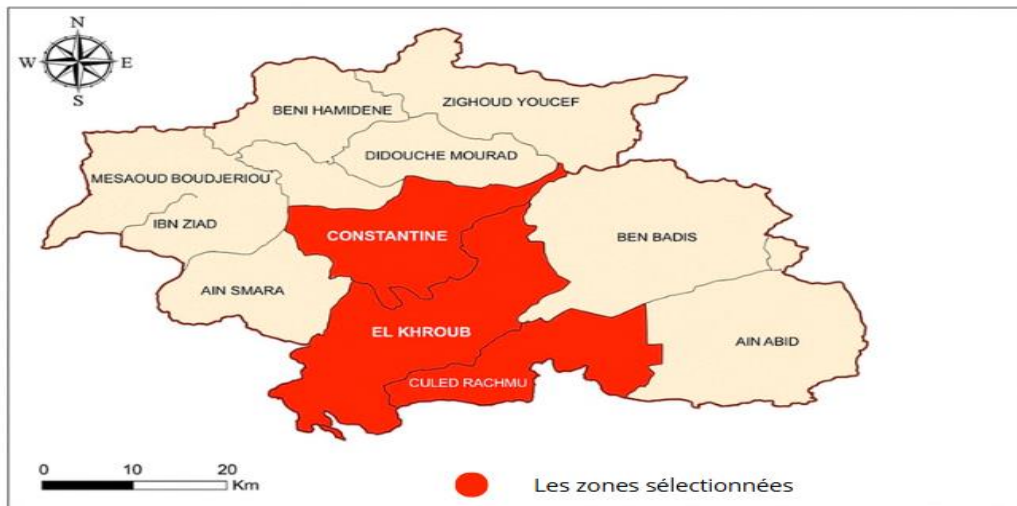 N
W E
S
ZIGHOUD YOUCEF
BENI HAMIDENE
DIDOUCHE MOURAD
MESAOUD BOUDJERIOU
IBN ZIAD
CONSTANTINE
BEN BADIS
AIN SMARA
EL KHROUB
AIN ABID
CULED RACHMU
0 10 20
Km
Les zones sélectionnées